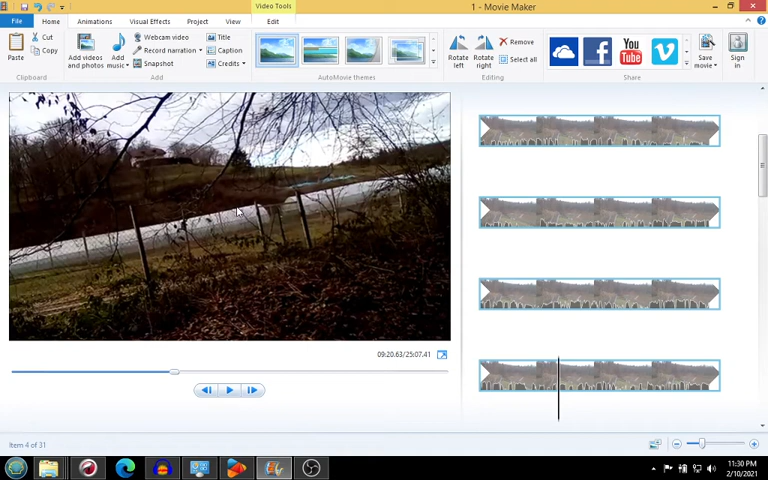 Video Tools
1 - Movie Maker
File
Home
Animations
Visual Effects
Project
View
Edit
Paste
Cut
Copy
Clipboard
Add videos
and photos
Add
music
Webcam video
Record narration
Snapshot
Title
Caption
Credits
Add
AutoMovie themes
Rotate
left
Rotate
right
Remove
Select all
Editing
You
Tube
Share
Save
movie
Sign
in
09:20.63/25:07.41
Item 4 of 31
11:30 PM
2/10/2021